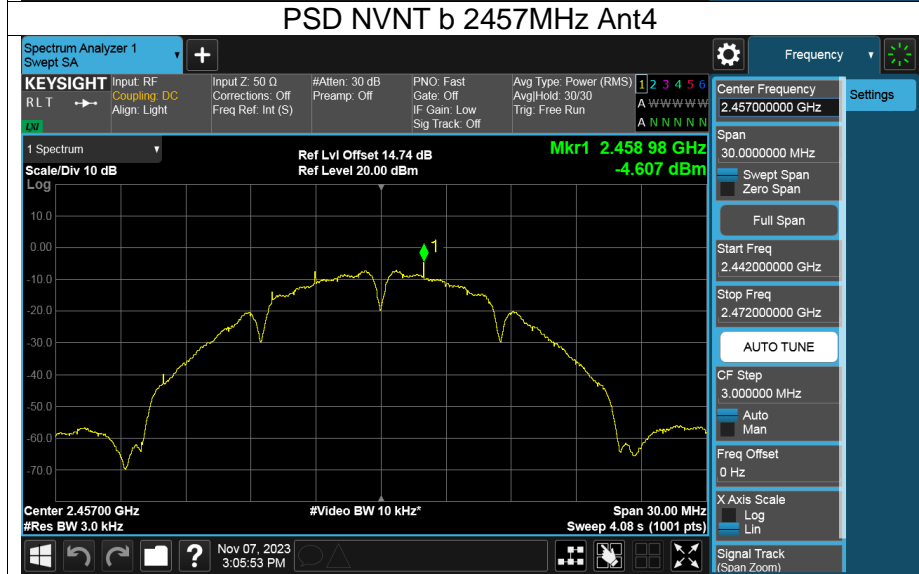 PSD NVNT b 2457MHz Ant4
Spectrum Analyzer 1
Swept SA
Frequency
KEYSIGHT
R L T
LXI
Input: RF
Coupling: DC
Align: Light
Input Z: 50 Ω
Corrections: Off
Freq Ref: Int (S)
#Atten: 30 dB
Preamp: Off
PNO: Fast
Gate: Off
IF Gain: Low
Sig Track: Off
Avg Type: Power (RMS)
Avg|Hold: 30/30
Trig: Free Run
1 2 3 4 5 6
A W W W W W
A N N N N N
1 Spectrum
Scale/Div 10 dB
Log
Ref Lvl Offset 14.74 dB
Ref Level 20.00 dBm
Mkr1 2.458 98 GHz
-4.607 dBm
10.0
0.00
-10.0
-20.0
-30.0
-40.0
-50.0
-60.0
-70.0
1
Center 2.45700 GHz
#Res BW 3.0 kHz
#Video BW 10 kHz*
Span 30.00 MHz
Sweep 4.08 s (1001 pts)
Center Frequency
2.457000000 GHz
Settings
Span
30.0000000 MHz
Swept Span
Zero Span
Full Span
Start Freq
2.442000000 GHz
Stop Freq
2.472000000 GHz
AUTO TUNE
CF Step
3.000000 MHz
Auto
Man
Freq Offset
0 Hz
X Axis Scale
Log
Lin
Signal Track
(Span Zoom)
?
Nov 07, 2023
3:05:53 PM